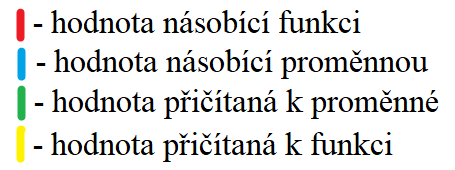 - hodnota násobící funkci
- hodnota násobící proměnnou
- hodnota přičítaná k proměnné
- hodnota přičítaná k funkci